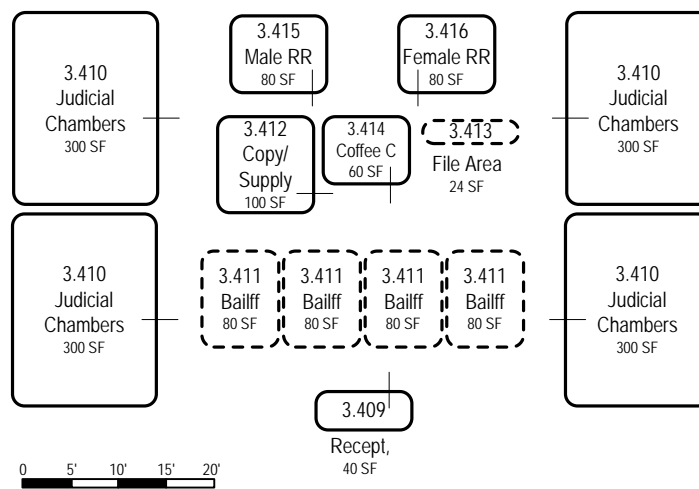 3.410
Judicial
Chambers
300 SF
3.415
Male RR
80 SF
3.416
Female RR
80 SF
3.410
Judicial
Chambers
300 SF
3.412
Copy/
Supply
100 SF
3.414
Coffee C
60 SF
3.413
File Area
24 SF
3.410
Judicial
Chambers
300 SF
3.411
Bailff
80 SF
3.411
Bailff
80 SF
3.411
Bailff
80 SF
3.411
Bailff
80 SF
3.410
Judicial
Chambers
300 SF
3.409
Recept,
40 SF
0 5' 10' 15' 20'